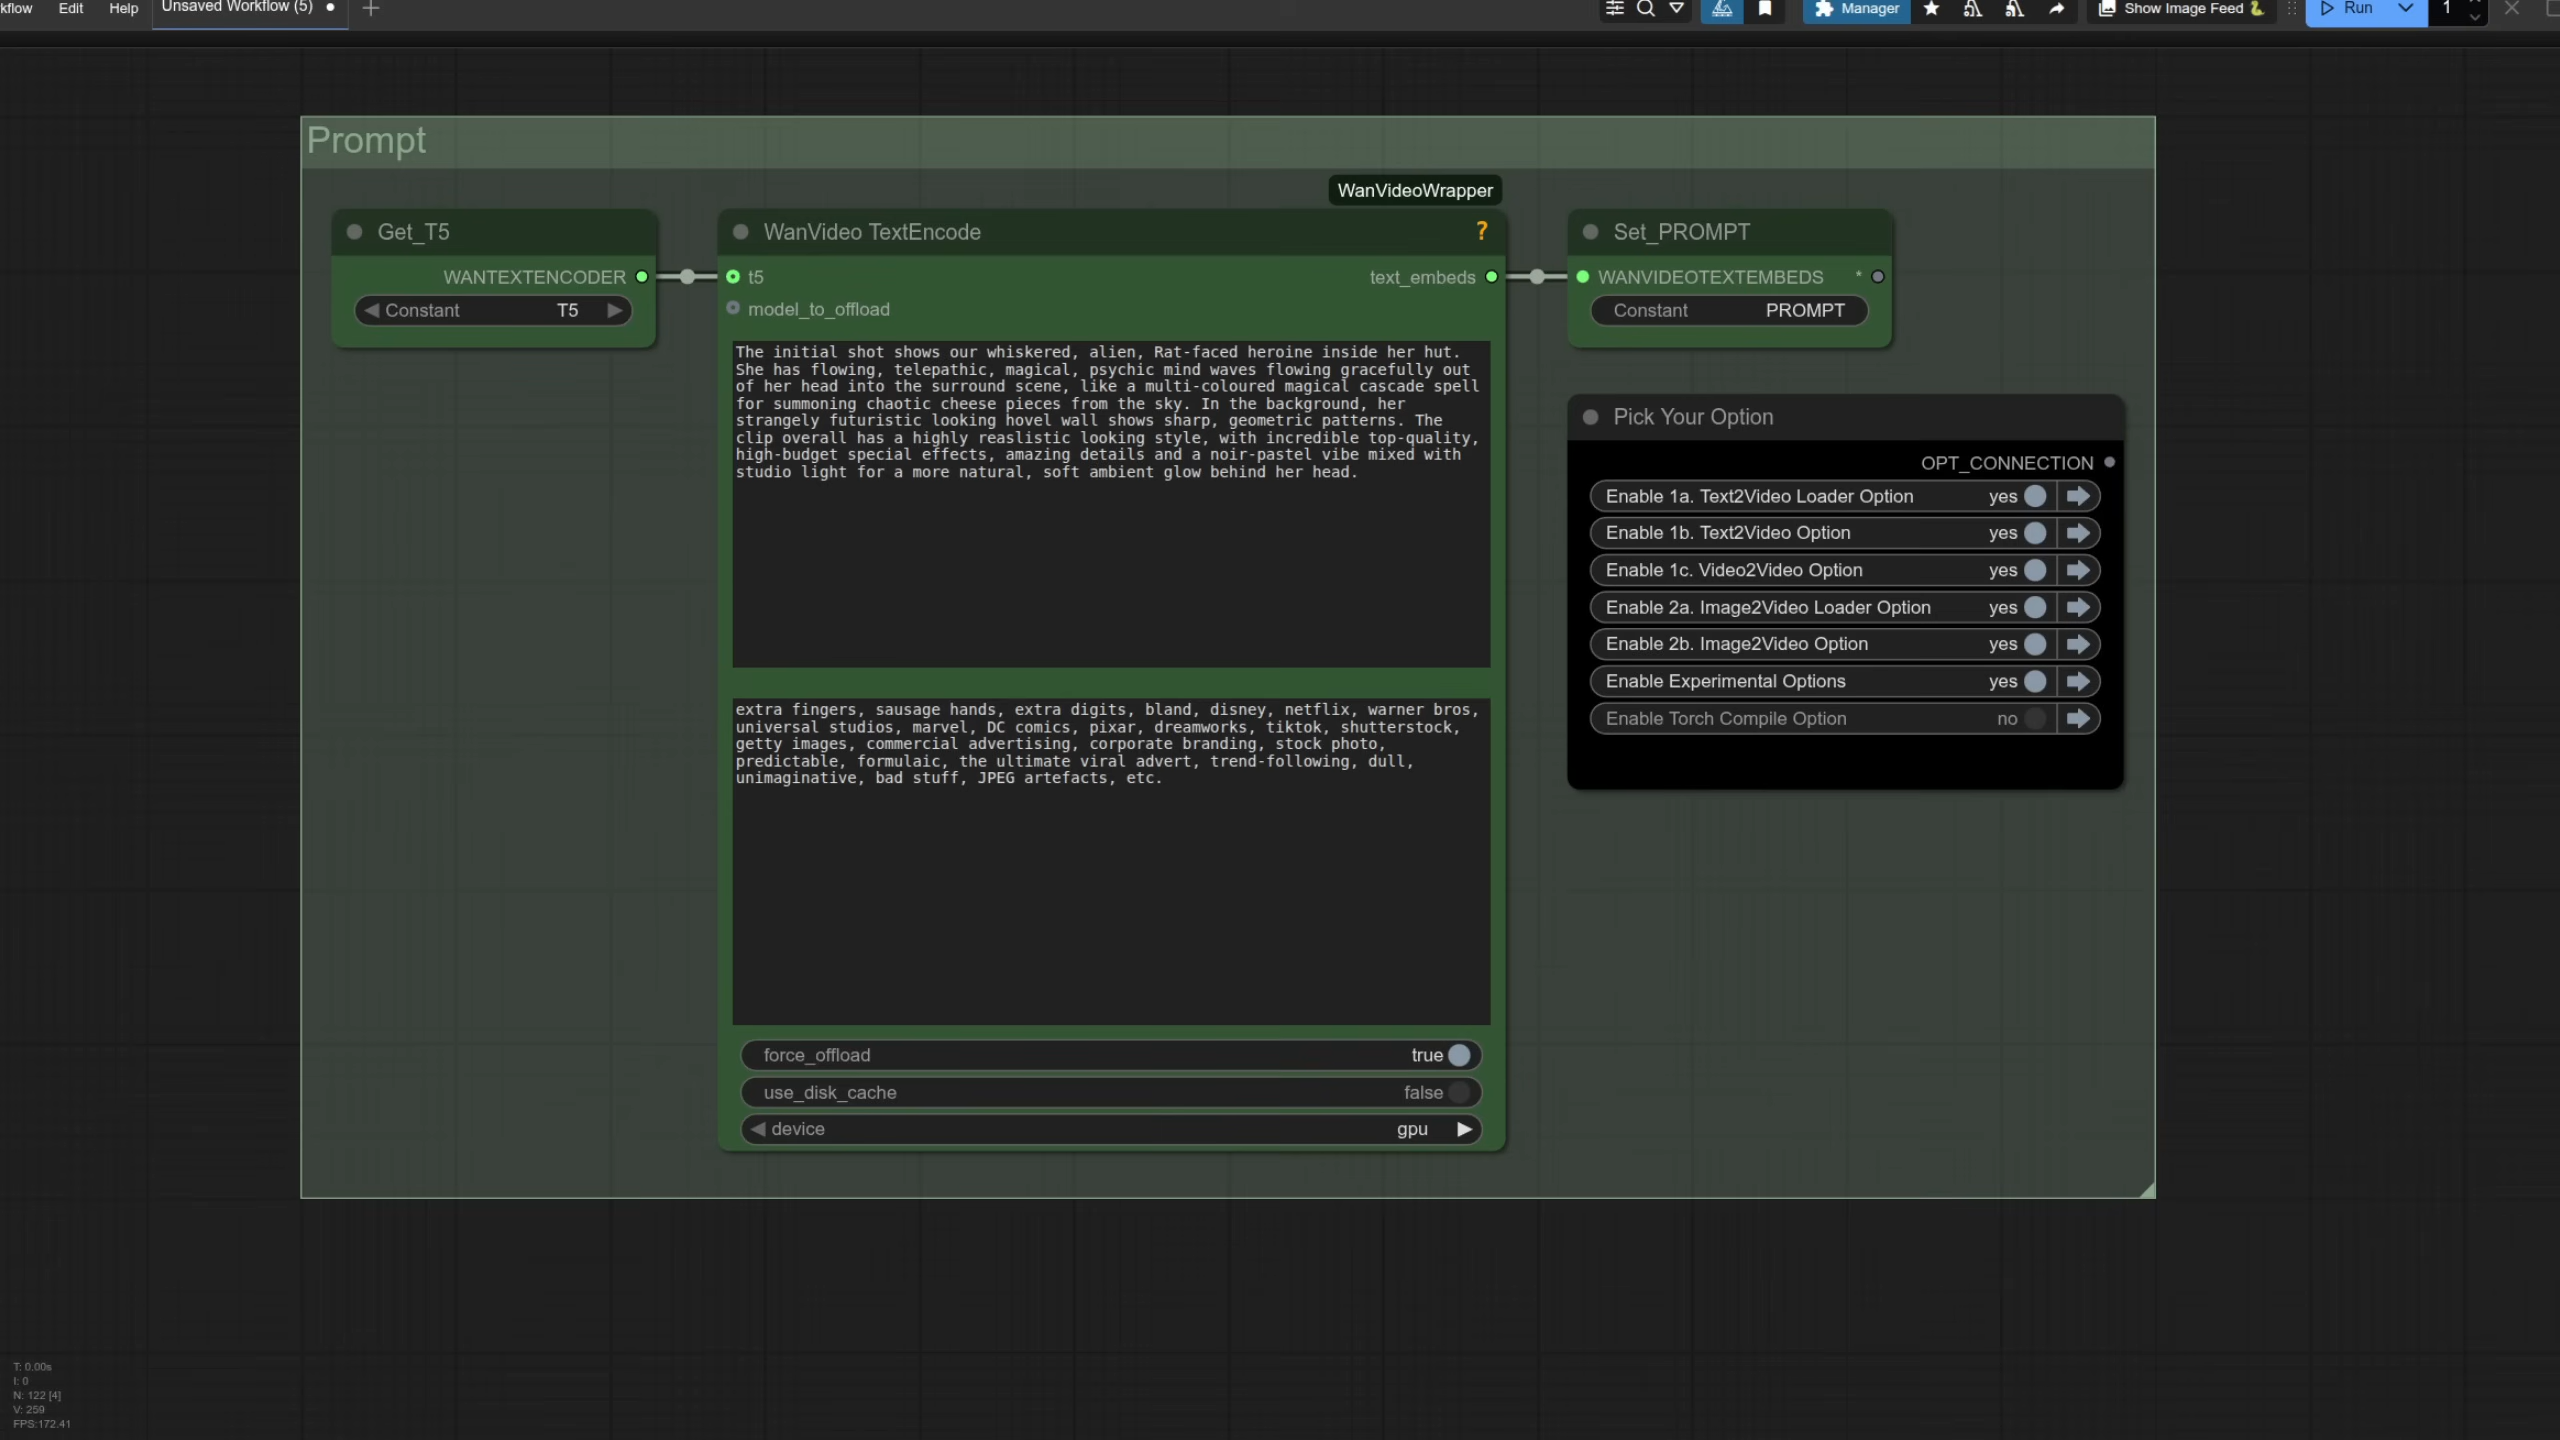 kflow Edit Help Unsaved Workflow (5)
Manager Show Image Feed Run 1
Prompt
WanVideoWrapper
Get_T5
WANTEXTENCODER
Constant T5
WanVideo TextEncode ?
t5 text_embeds
model_to_offload
The initial shot shows our whiskered, alien, Rat-faced heroine inside her hut.
She has flowing, telepathic, magical, psychic mind waves flowing gracefully out
of her head into the surround scene, like a multi-coloured magical cascade spell
for summoning chaotic cheese pieces from the sky. In the background, her
strangely futuristic looking hovel wall shows sharp, geometric patterns. The
clip overall has a highly reaslistic looking style, with incredible top-quality,
high-budget special effects, amazing details and a noir-pastel vibe mixed with
studio light for a more natural, soft ambient glow behind her head.
extra fingers, sausage hands, extra digits, bland, disney, netflix, warner bros,
universal studios, marvel, DC comics, pixar, dreamworks, tiktok, shutterstock,
getty images, commercial advertising, corporate branding, stock photo,
predictable, formulaic, the ultimate viral advert, trend-following, dull,
unimaginative, bad stuff, JPEG artefacts, etc.
force_offload true
use_disk_cache false
device gpu
Set_PROMPT
WANVIDEOTEXTEMBEDS *
Constant PROMPT
Pick Your Option
OPT_CONNECTION
Enable 1a. Text2Video Loader Option yes
Enable 1b. Text2Video Option yes
Enable 1c. Video2Video Option yes
Enable 2a. Image2Video Loader Option yes
Enable 2b. Image2Video Option yes
Enable Experimental Options yes
Enable Torch Compile Option no
T: 0.00s
I: 0
N: 122 [4]
V: 259
FPS:172.41